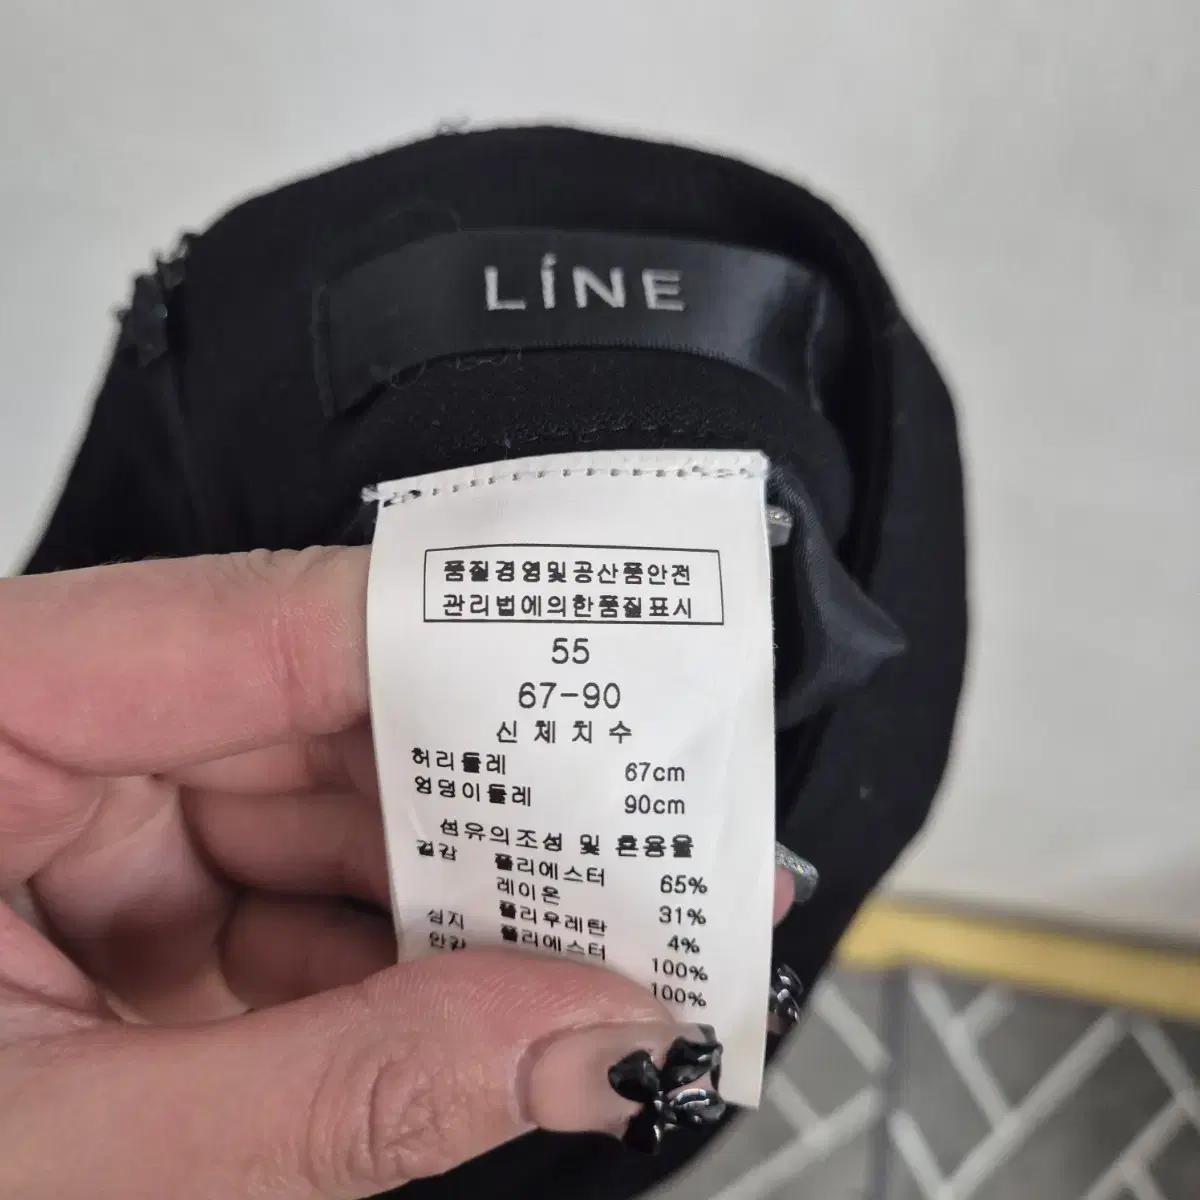 LÍNE
품질경영및공산품안전
관리법에의한품질표시
55
67-90
신체치수
허리둘레 67cm
엉덩이둘레 90cm
섬유의조성 및 혼용율
겉감 폴리에스터 65%
레이온 31%
폴리우레탄 4%
심지 폴리에스터 100%
안감 100%